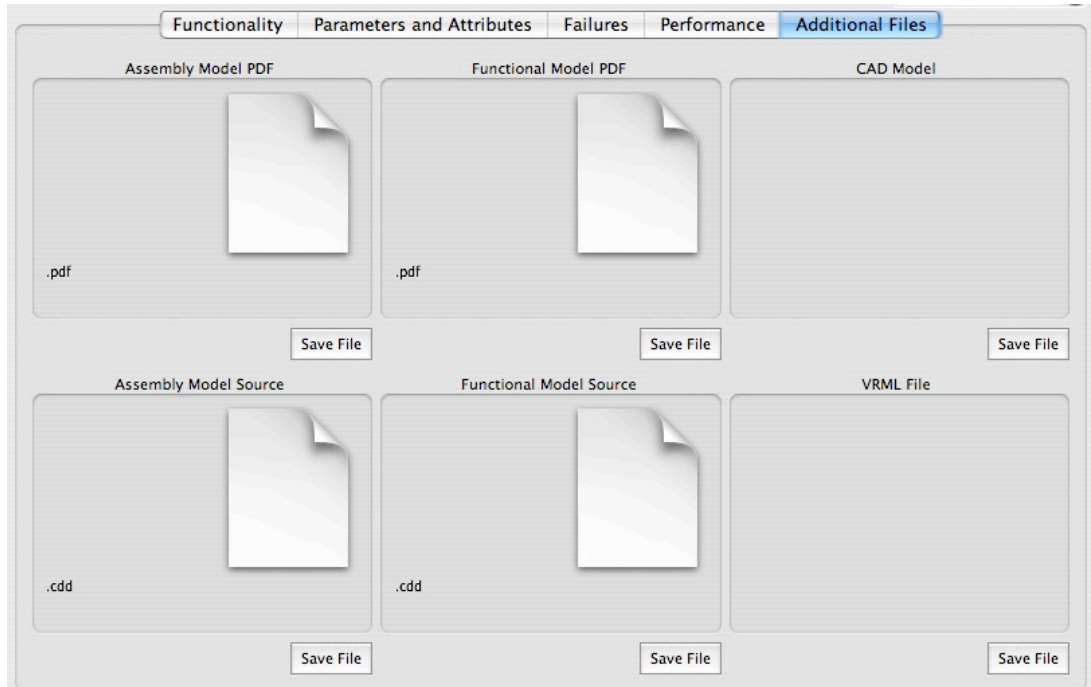 Functionality Parameters and Attributes Failures Performance Additional Files
Assembly Model PDF Functional Model PDF CAD Model
.pdf .pdf
Save File Save File Save File
Assembly Model Source Functional Model Source VRML File
.cdd .cdd
Save File Save File Save File